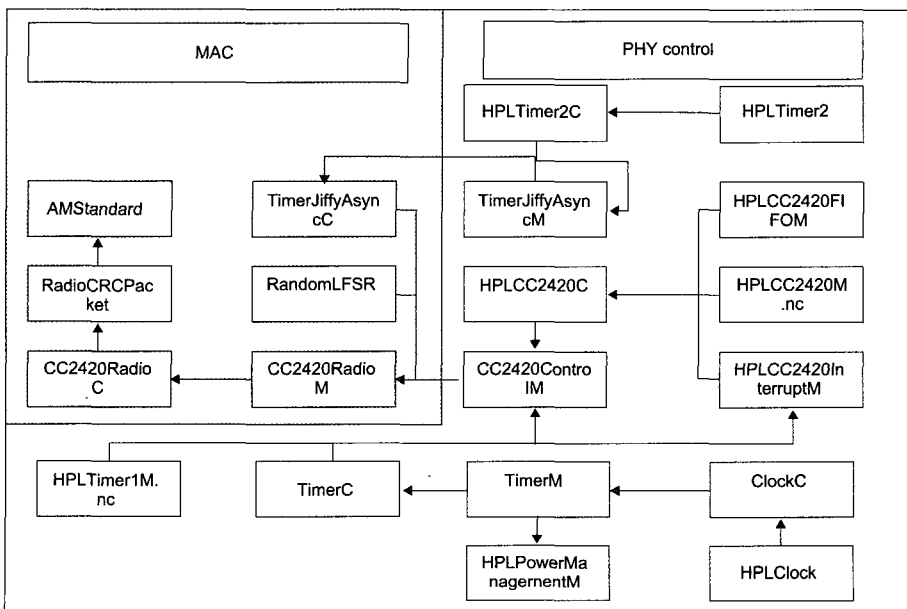 MAC
PHY control
HPLTimer2C
HPLTimer2
AMStandard
TimerJiffyAsyn
cC
TimerJiffyAsyn
cM
HPLCC2420FI
FOM
RadioCRCPac
ket
RandomLFSR
HPLCC2420C
HPLCC2420M
.nc
CC2420Radio
C
CC2420Radio
M
CC2420Contro
lM
HPLCC2420In
terruptM
HPLTimer1M.
nc
TimerC
TimerM
ClockC
HPLPowerMa
nagernentM
HPLClock